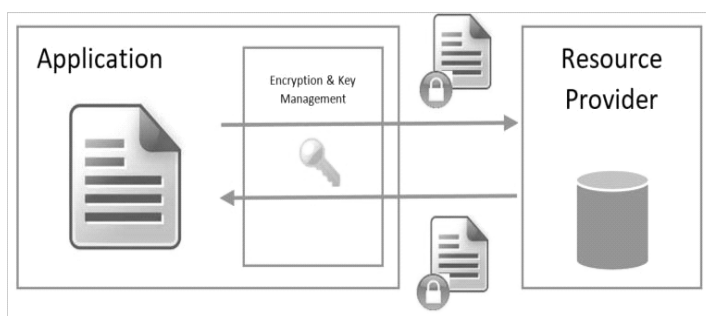 Application
Encryption & Key
Management
Resource
Provider